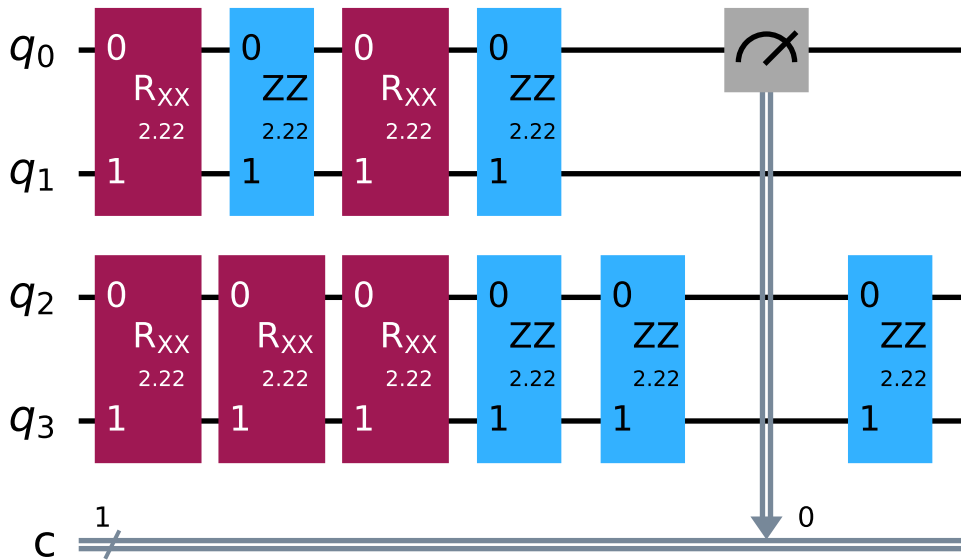 q0 0 0 0 0
RXX ZZ RXX ZZ
2.22 2.22 2.22 2.22
q1 1 1 1 1
q2 0 0 0 0 0 0
RXX RXX RXX ZZ ZZ ZZ
2.22 2.22 2.22 2.22 2.22 2.22
q3 1 1 1 1 1 1
1 0
c